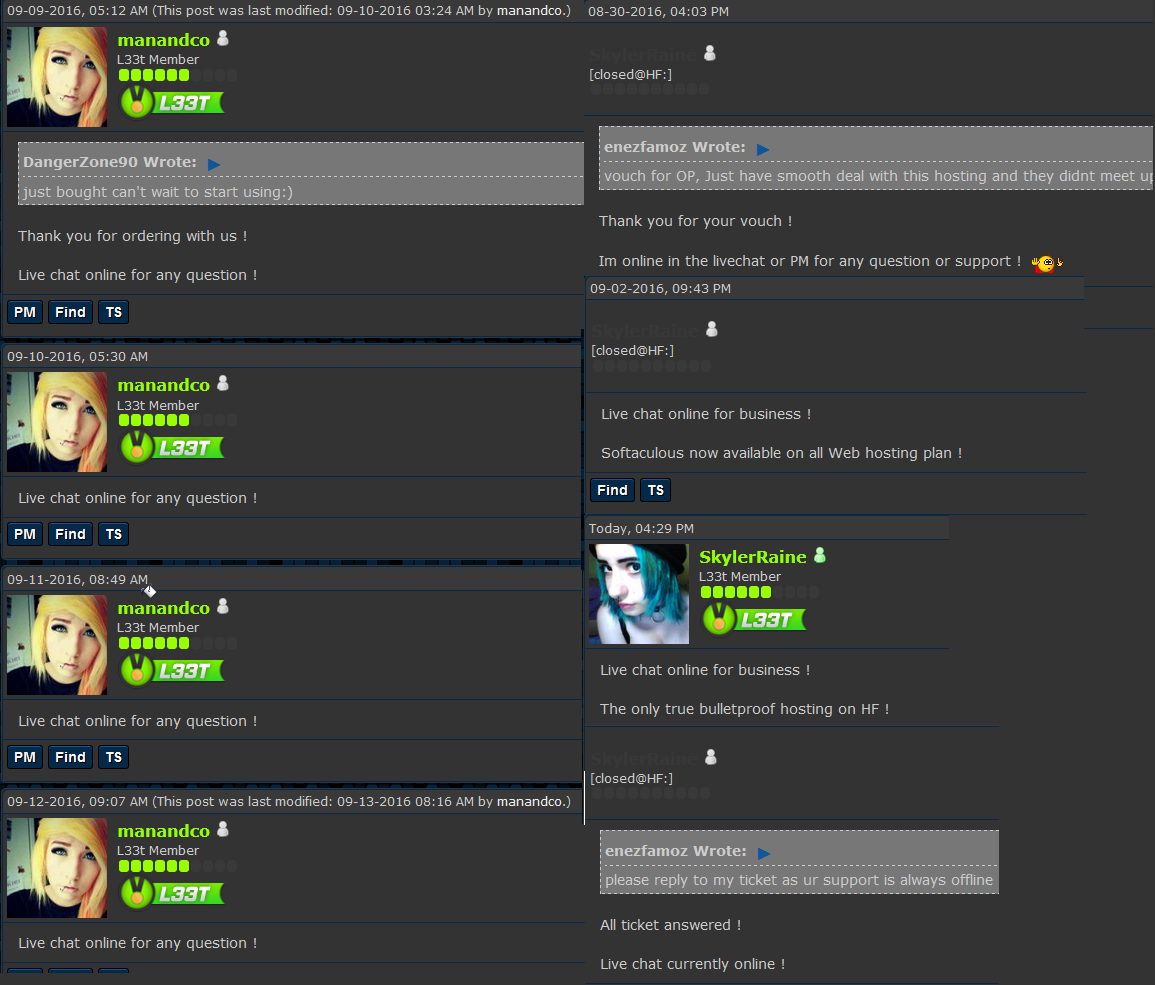 09-09-2016, 05:12 AM (This post was last modified: 09-10-2016 03:24 AM by manandco.)
manandco
L33t Member
L33T
DangerZone90 Wrote:
just bought can't wait to start using:)
Thank you for ordering with us !
Live chat online for any question !
PM Find TS
09-10-2016, 05:30 AM
manandco
L33t Member
L33T
Live chat online for any question !
PM Find TS
09-11-2016, 08:49 AM
manandco
L33t Member
L33T
Live chat online for any question !
PM Find TS
09-12-2016, 09:07 AM (This post was last modified: 09-13-2016 08:16 AM by manandco.)
manandco
L33t Member
L33T
Live chat online for any question !
08-30-2016, 04:03 PM
SkylerRaine
[closed@HF:]
enezfamoz Wrote:
vouch for OP, Just have smooth deal with this hosting and they didnt meet up
Thank you for your vouch !
Im online in the livechat or PM for any question or support !
09-02-2016, 09:43 PM
SkylerRaine
[closed@HF:]
Live chat online for business !
Softaculous now available on all Web hosting plan !
Find TS
Today, 04:29 PM
SkylerRaine
L33t Member
L33T
Live chat online for business !
The only true bulletproof hosting on HF !
SkylerRaine
[closed@HF:]
enezfamoz Wrote:
please reply to my ticket as ur support is always offline
All ticket answered !
Live chat currently online !